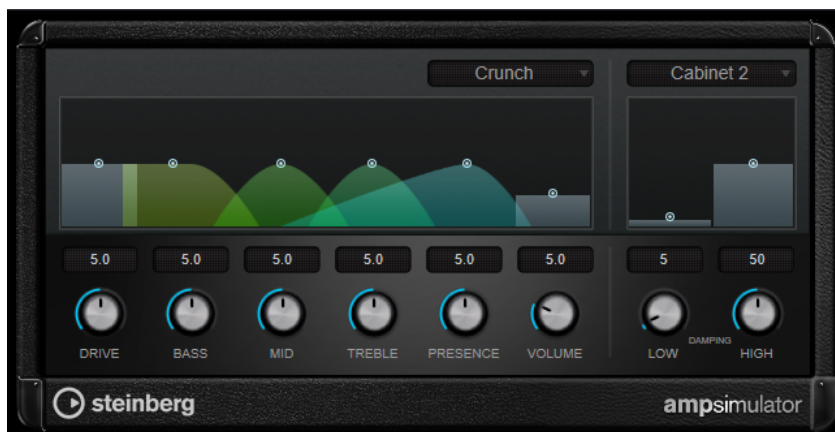 Crunch
Cabinet 2
5.0 5.0 5.0 5.0 5.0 5.0 5 50
DRIVE BASS MID TREBLE PRESENCE VOLUME LOW DAMPING HIGH
steinberg
ampsimulator